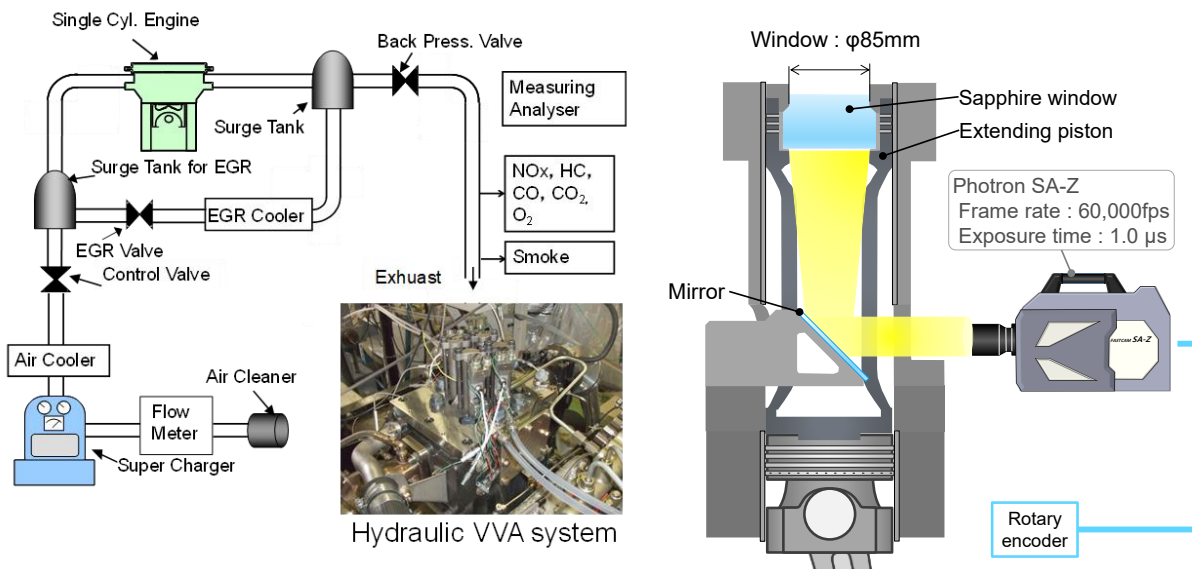 Single Cyl. Engine
Back Press. Valve
Measuring
Analyser
Surge Tank
Surge Tank for EGR
NOx, HC,
CO, CO₂,
O₂
EGR Cooler
EGR Valve
Control Valve
Smoke
Exhuast
Air Cooler
Air Cleaner
Flow
Meter
Super Charger
Hydraulic VVA system
Window : φ85mm
Sapphire window
Extending piston
Photron SA-Z
Frame rate : 60,000fps
Exposure time : 1.0 μs
Mirror
FASTCAM SA-Z
Rotary
encoder